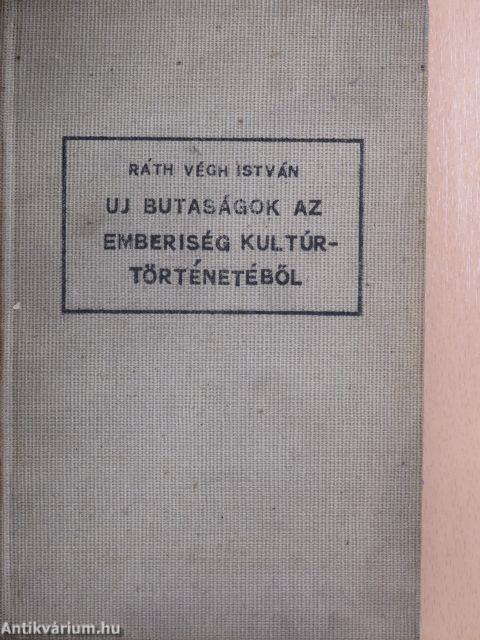 RÁTH VÉGH ISTVÁN
UJ BUTASÁGOK AZ
EMBERISÉG KULTÚR-
TÖRTÉNETÉBŐL
Antikvárium.hu